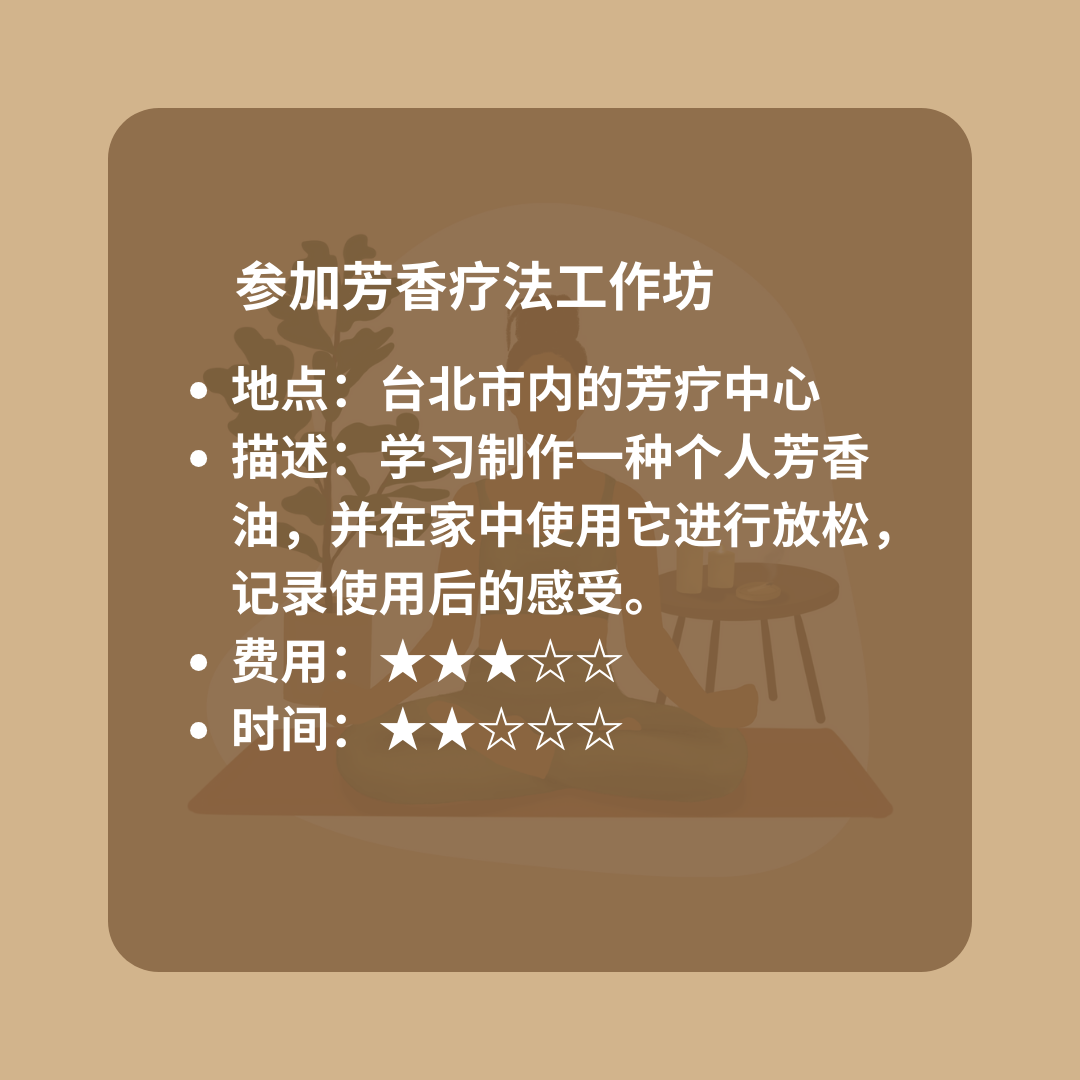 参加芳香疗法工作坊
• 地点：台北市内的芳疗中心
• 描述：学习制作一种个人芳香
油，并在家中使用它进行放松，
记录使用后的感受。
• 费用：★★★☆☆
• 时间：★★☆☆☆